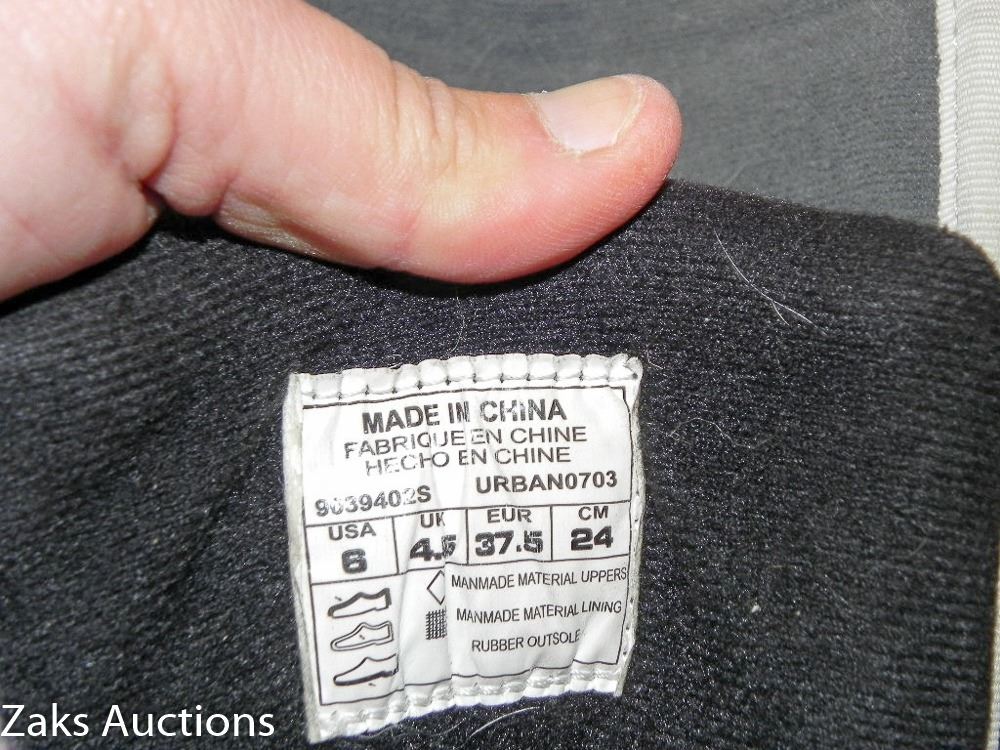 MADE IN CHINA
FABRIQUE EN CHINE
HECHO EN CHINE
9039402S URBAN0703
USA UK EUR CM
6 4.5 37.5 24
MANMADE MATERIAL UPPERS
MANMADE MATERIAL LINING
RUBBER OUTSOLE
Zaks Auctions